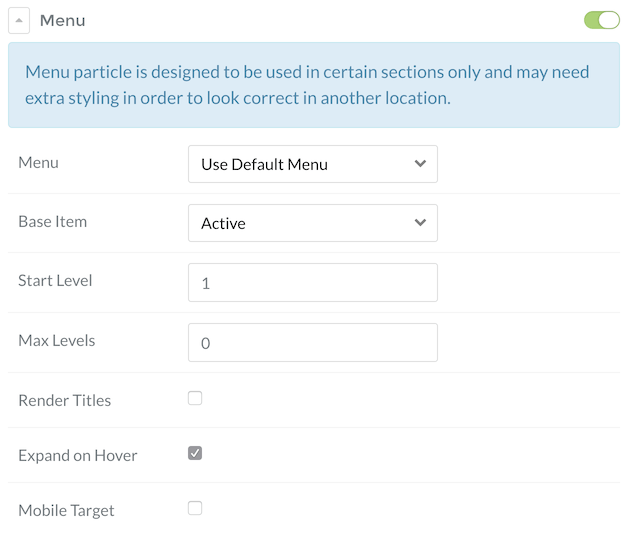 Menu
Menu particle is designed to be used in certain sections only and may need
extra styling in order to look correct in another location.
Menu
Use Default Menu
Base Item
Active
Start Level
1
Max Levels
0
Render Titles
Expand on Hover
Mobile Target